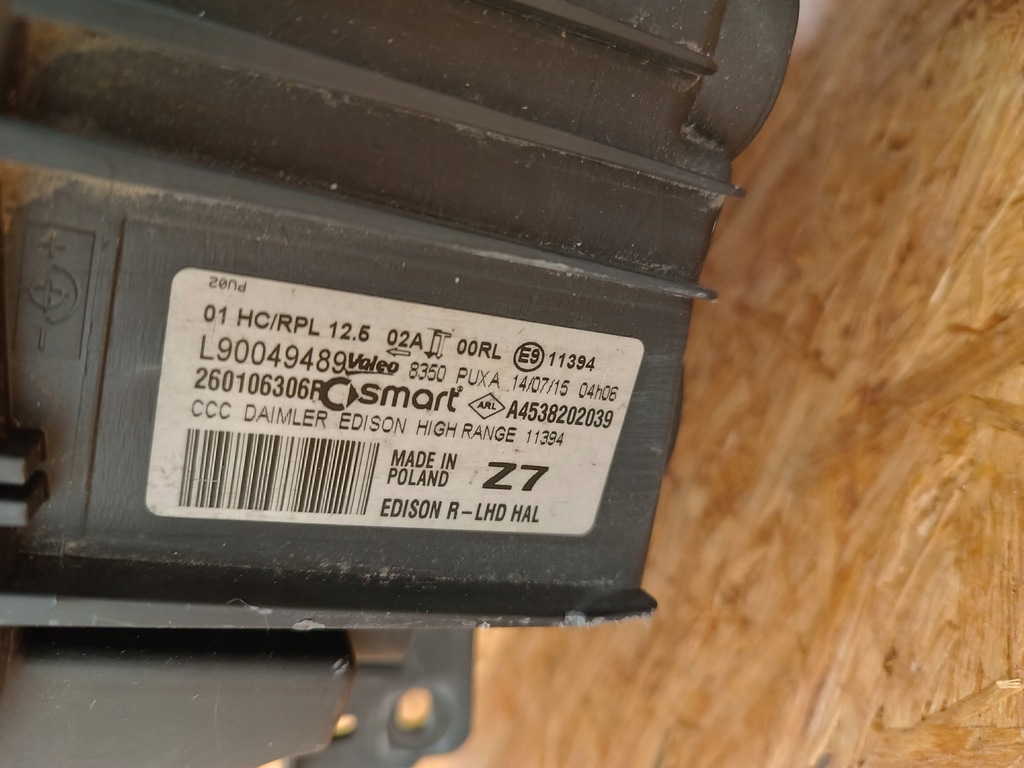 PU02
01 HC/RPL 12.5 02A 00RL E9 11394
L90049489 Valeo 8350 PUXA 14/07/15 04h06
260106306R smart ARL A4538202039
CCC DAIMLER EDISON HIGH RANGE 11394
MADE IN
POLAND Z7
EDISON R-LHD HAL